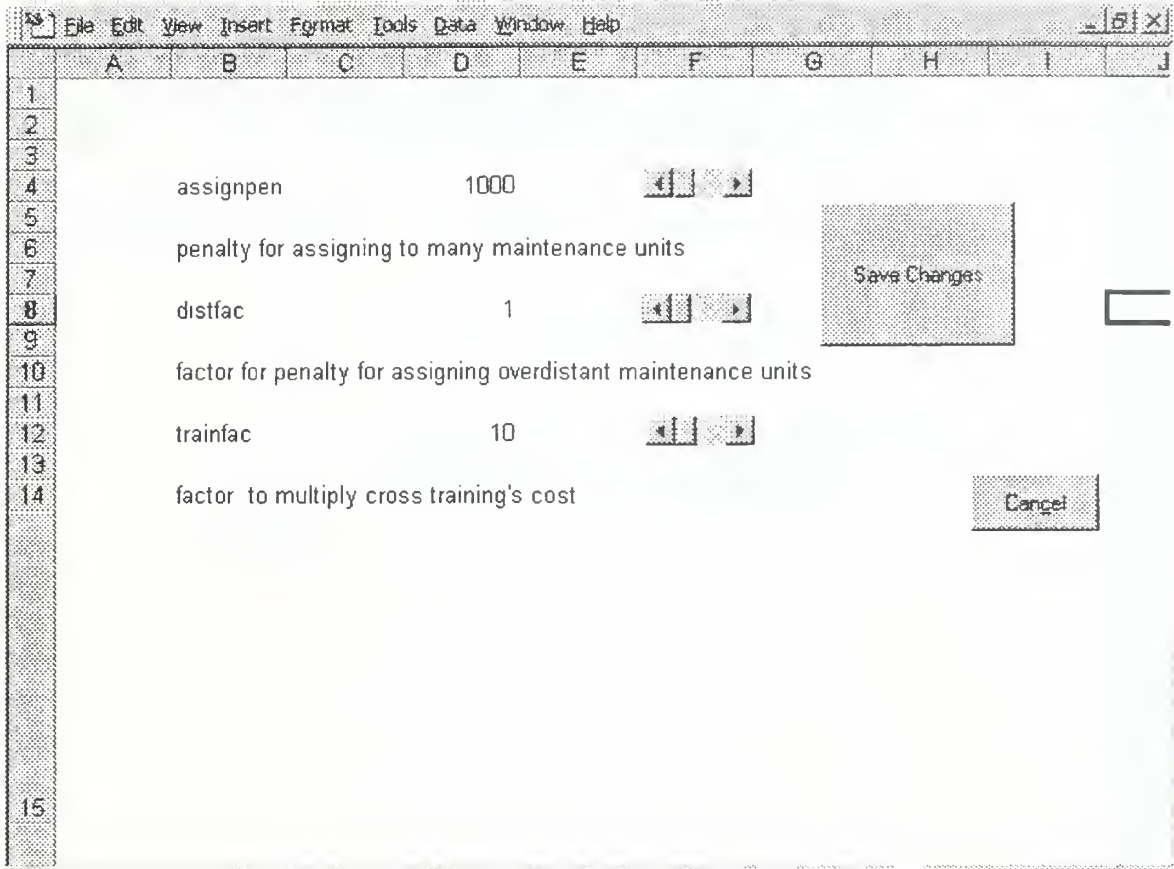 File Edit View Insert Format Tools Data Window Help
A B C D E F G H I J
1
2
3
4 assignpen 1000
5
6 penalty for assigning to many maintenance units
7
Save Changes
8 distfac 1
9
10 factor for penalty for assigning overdistant maintenance units
11
12 trainfac 10
13
14 factor to multiply cross training's cost
Cancel
15